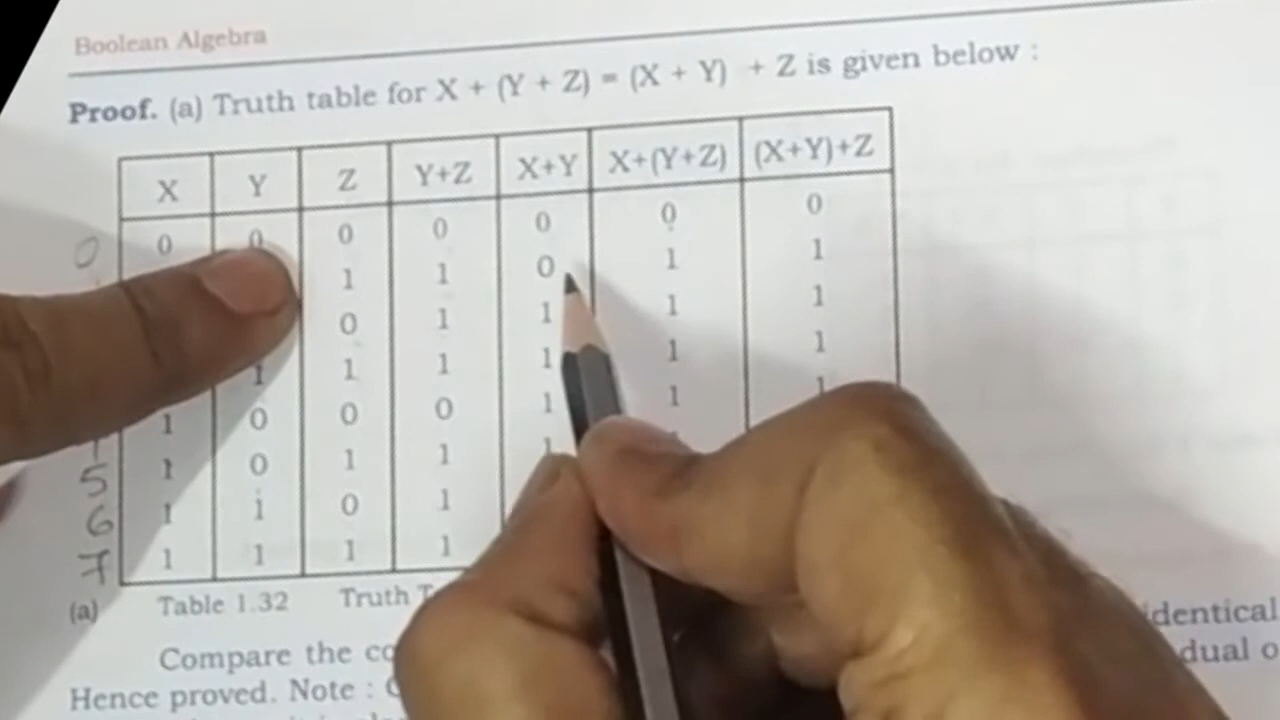 Boolean Algebra
Proof. (a) Truth table for X + (Y + Z) = (X + Y) + Z is given below :
X Y Z Y+Z X+Y X+(Y+Z) (X+Y)+Z
0 0 0 0 0 0 0 0
1 1 0 1 1
0 1 1 1 1
1 1 1 1 1 1
1 0 0 0 1 1 1
5 1 0 1 1 1
6 1 1 0 1
7 1 1 1 1
(a) Table 1.32 Truth
identical
Compare the
dual
Hence proved. Note :